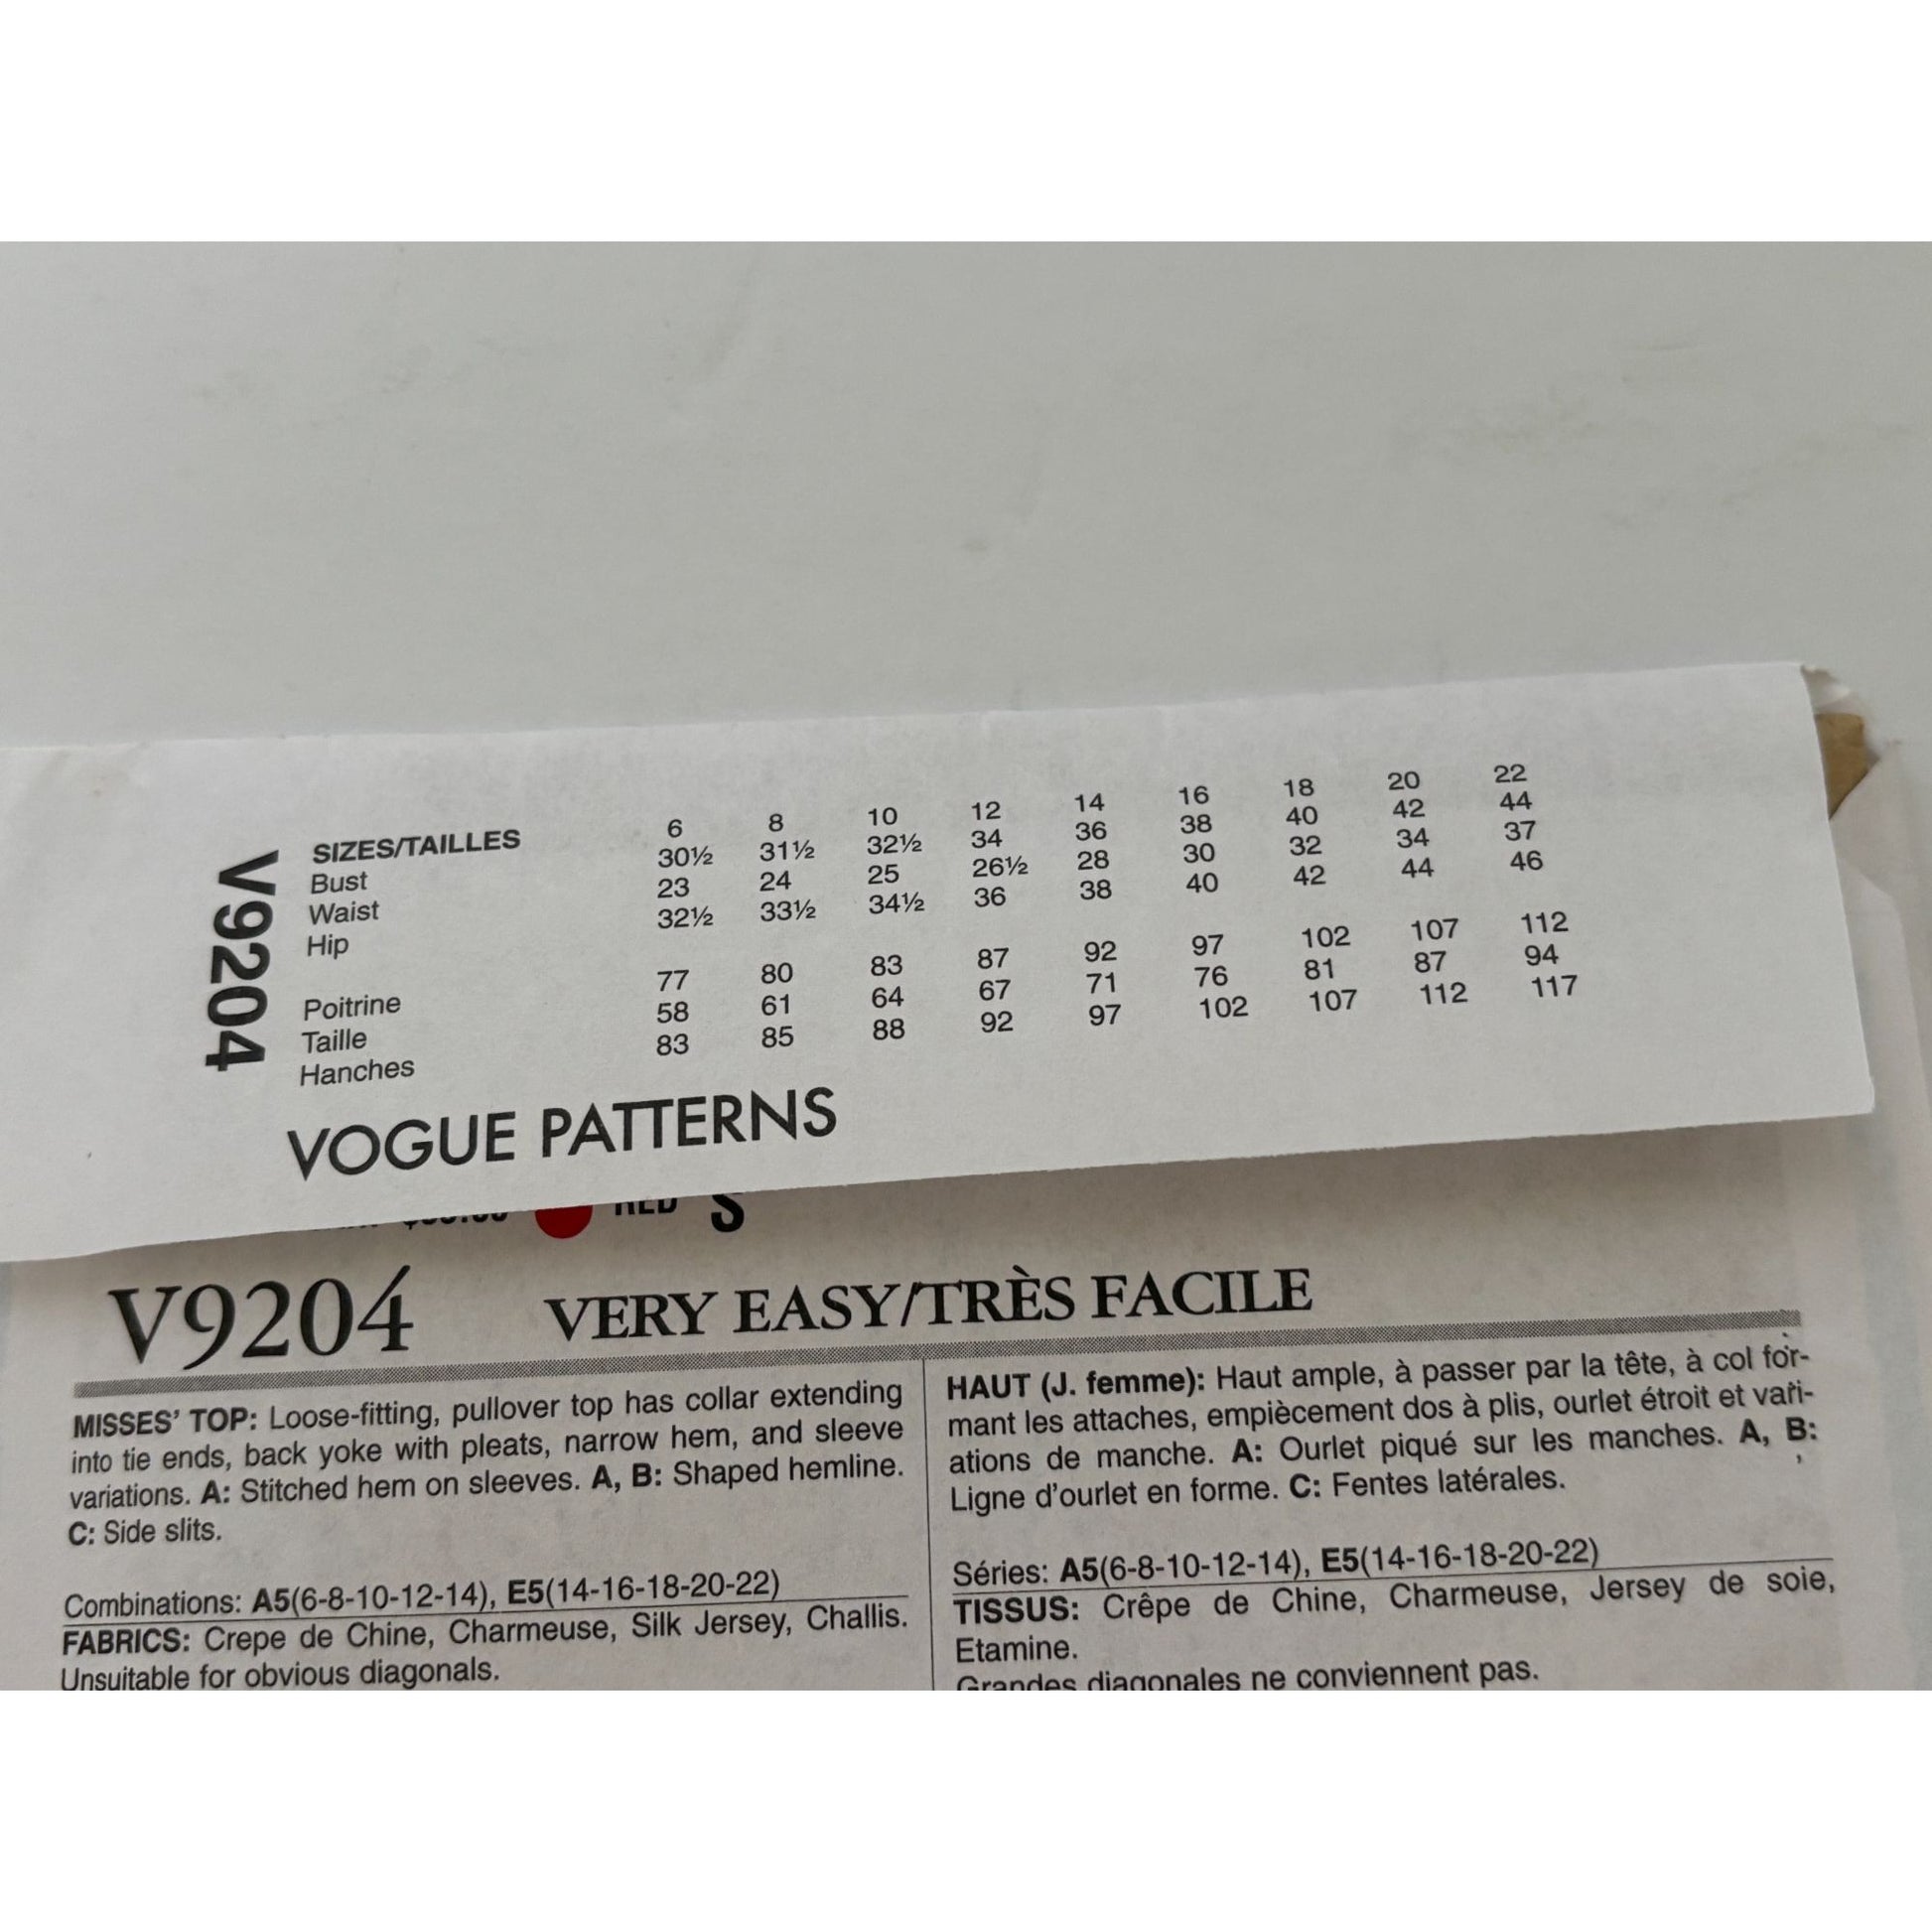 V9204
SIZES/TAILLES 6 8 10 12 14 16 18 20 22
Bust 30½ 31½ 32½ 34 36 38 40 42 44
Waist 23 24 25 26½ 28 30 32 34 37
Hip 32½ 33½ 34½ 36 38 40 42 44 46
Poitrine 77 80 83 87 92 97 102 107 112
Taille 58 61 64 67 71 76 81 87 94
Hanches 83 85 88 92 97 102 107 112 117
VOGUE PATTERNS
RED S
V9204 VERY EASY/TRÈS FACILE
MISSES' TOP: Loose-fitting, pullover top has collar extending
into tie ends, back yoke with pleats, narrow hem, and sleeve
variations. A: Stitched hem on sleeves. A, B: Shaped hemline.
C: Side slits.
Combinations: A5(6-8-10-12-14), E5(14-16-18-20-22)
FABRICS: Crepe de Chine, Charmeuse, Silk Jersey, Challis.
Unsuitable for obvious diagonals.
HAUT (J. femme): Haut ample, à passer par la tête, à col for-
mant les attaches, empiècement dos à plis, ourlet étroit et vari-
ations de manche. A: Ourlet piqué sur les manches. A, B:
Ligne d'ourlet en forme. C: Fentes latérales.
Séries: A5(6-8-10-12-14), E5(14-16-18-20-22)
TISSUS: Crêpe de Chine, Charmeuse, Jersey de soie,
Etamine.
Grandes diagonales ne conviennent pas.